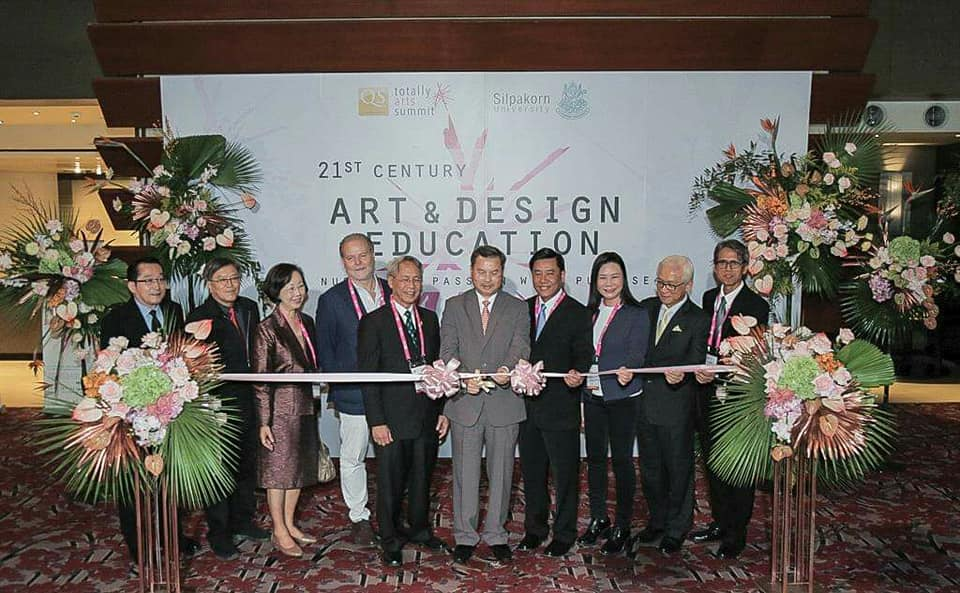 QS
totally
arts
summit
Silpakorn
University
21ST CENTURY
ART & DESIGN
EDUCATION